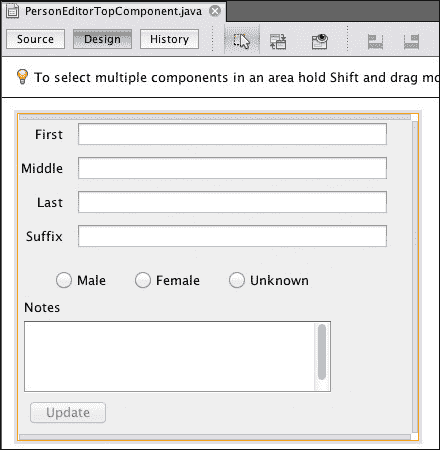 PersonEditorTopComponent.java
Source Design History
To select multiple components in an area hold Shift and drag
First
Middle
Last
Suffix
Male Female Unknown
Notes
Update